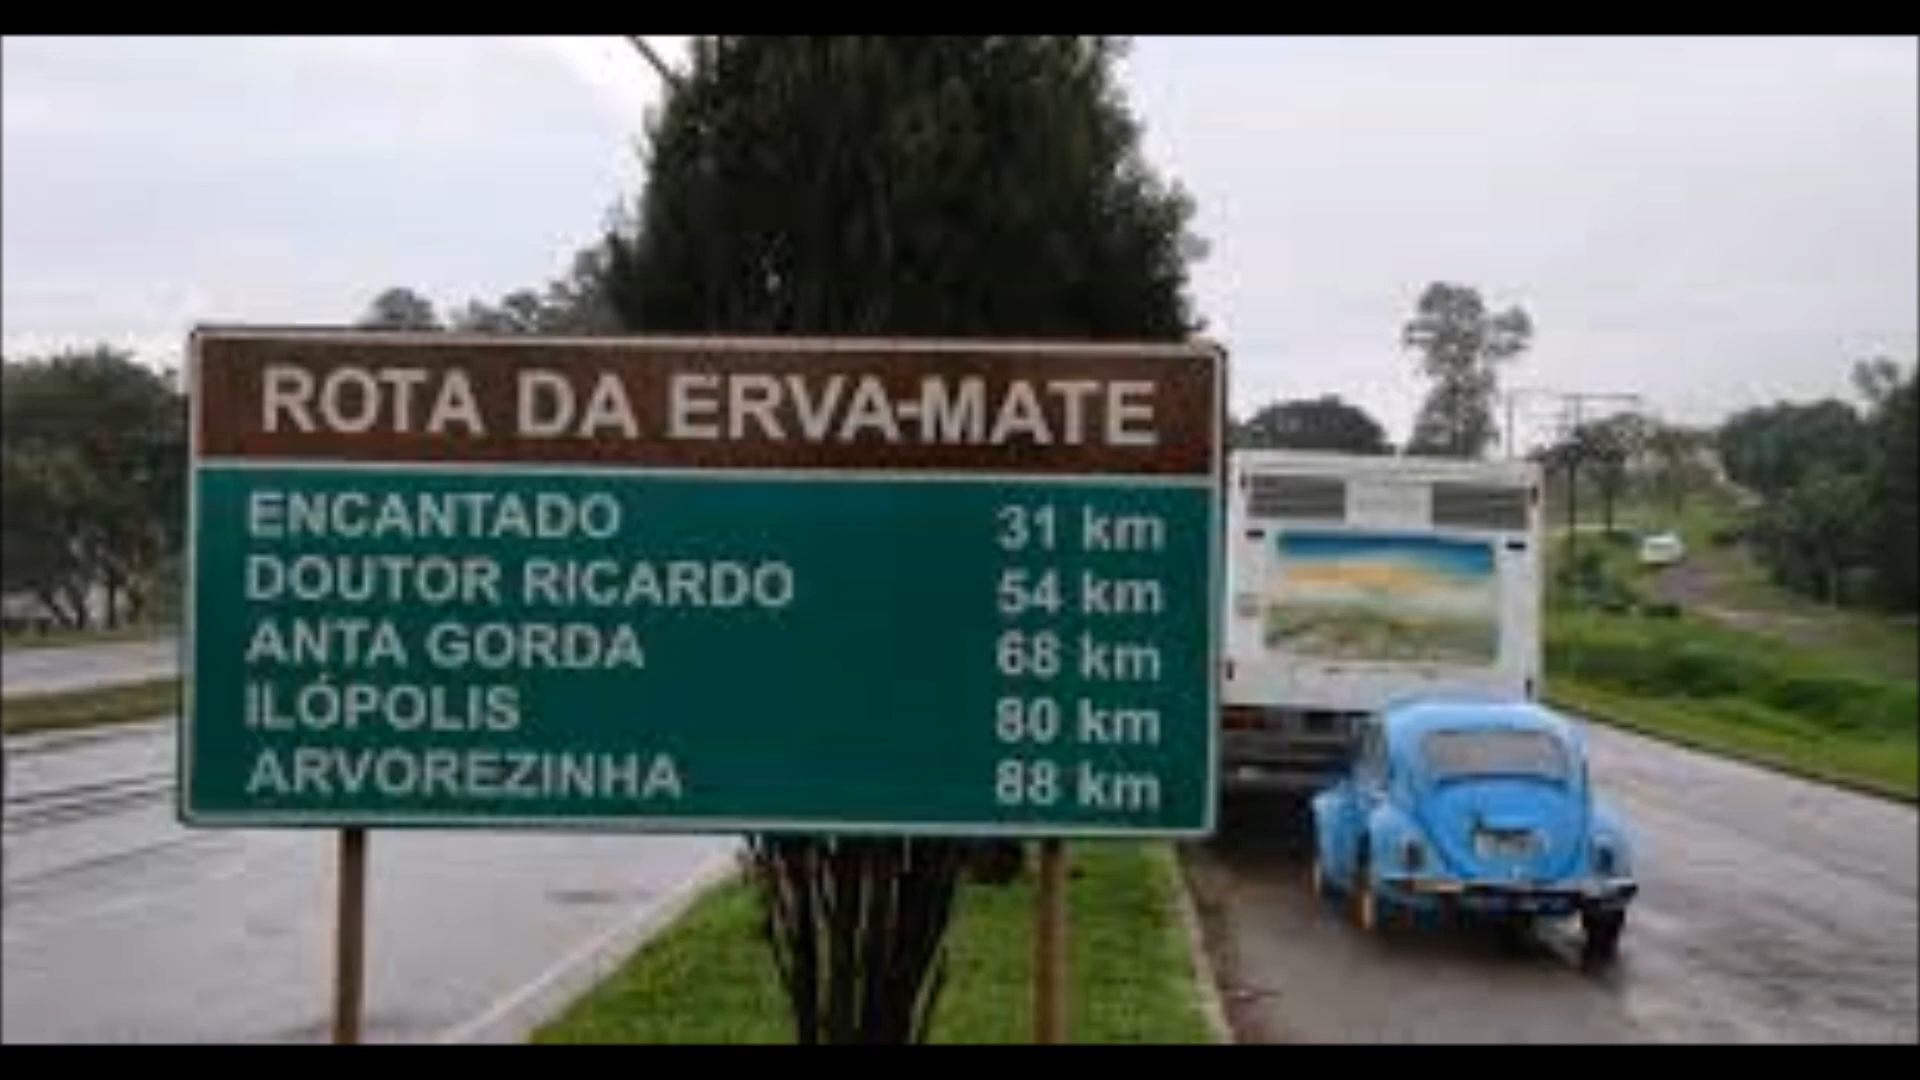 ROTA DA ERVA-MATE
ENCANTADO 31 km
DOUTOR RICARDO 54 km
ANTA GORDA 68 km
ILÓPOLIS 80 km
ARVOREZINHA 88 km